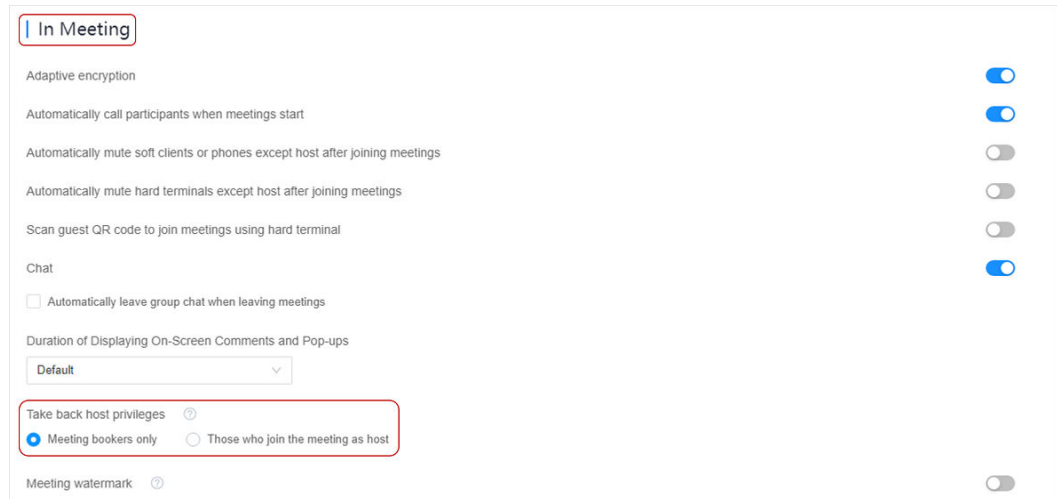 In Meeting
Adaptive encryption
Automatically call participants when meetings start
Automatically mute soft clients or phones except host after joining meetings
Automatically mute hard terminals except host after joining meetings
Scan guest QR code to join meetings using hard terminal
Chat
Automatically leave group chat when leaving meetings
Duration of Displaying On-Screen Comments and Pop-ups
Default
Take back host privileges ?
Meeting bookers only Those who join the meeting as host
Meeting watermark ?